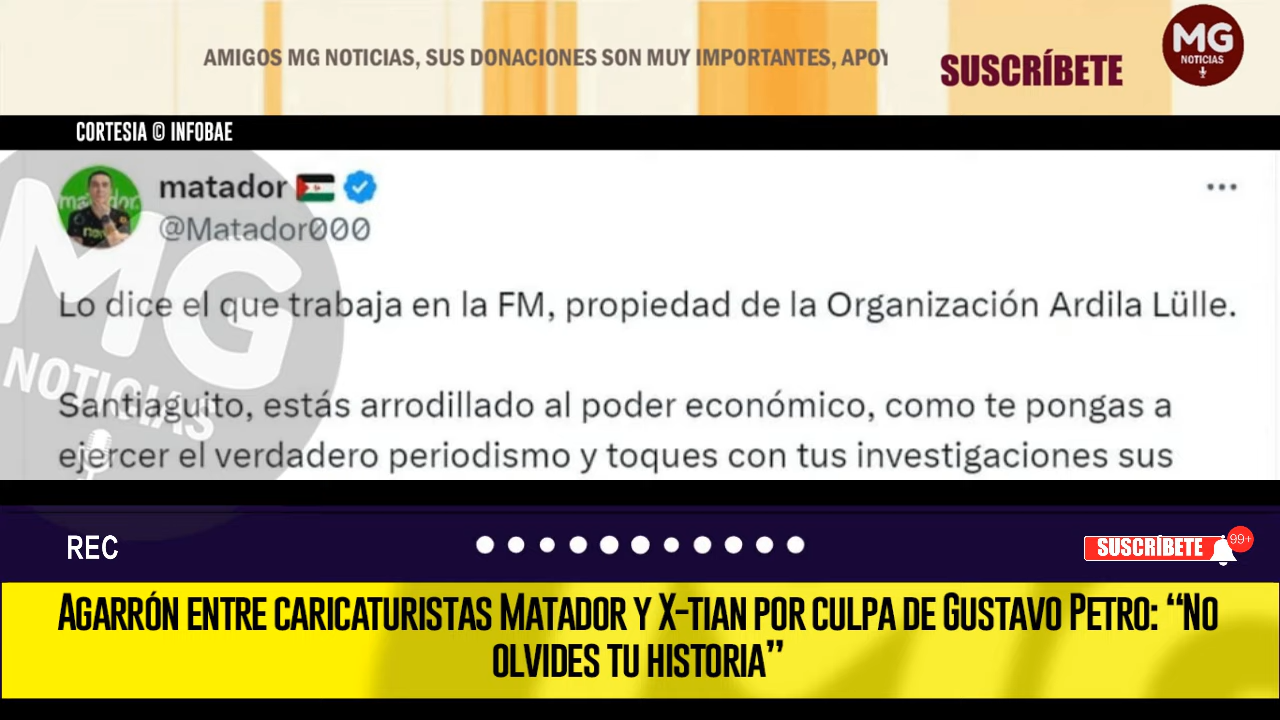 AMIGOS MG NOTICIAS, SUS DONACIONES SON MUY IMPORTANTES, APOY
SUSCRÍBETE
MG
NOTICIAS
CORTESIA © INFOBAE
matador
@Matador000
Lo dice el que trabaja en la FM, propiedad de la Organización Ardila Lülle.
Santiaguito, estás arrodillado al poder económico, como te pongas a
ejercer el verdadero periodismo y toques con tus investigaciones sus
MG
NOTICIAS
REC
SUSCRÍBETE
99+
AGARRÓN ENTRE CARICATURISTAS MATADOR Y X-TIAN POR CULPA DE GUSTAVO PETRO: “NO
OLVIDES TU HISTORIA”